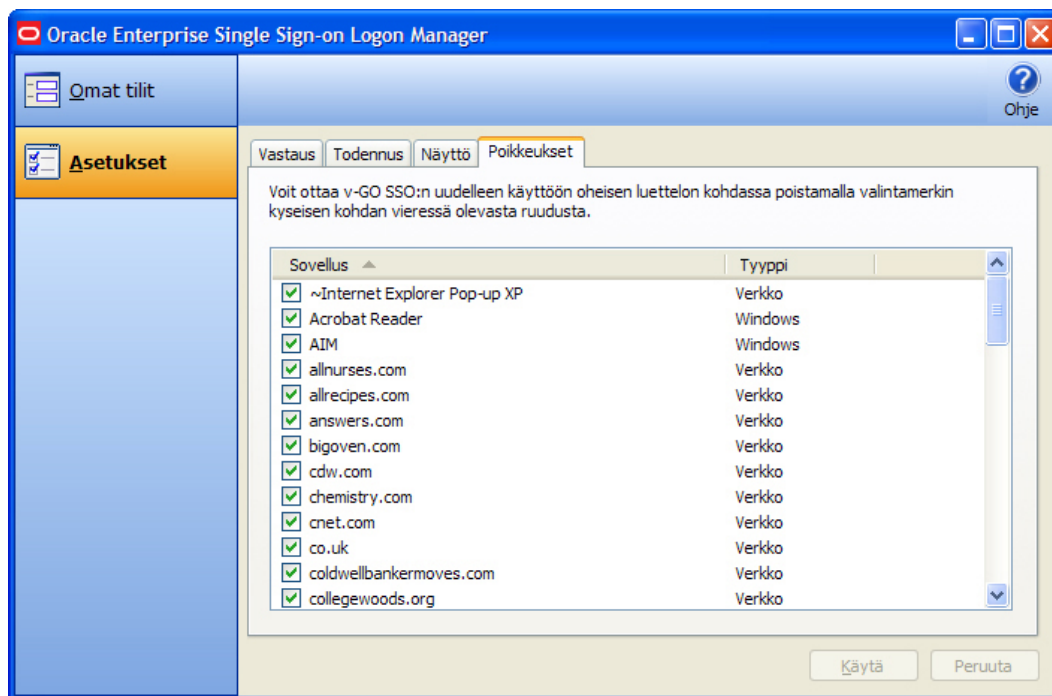 Oracle Enterprise Single Sign-on Logon Manager
Omat tilit
Asetukset
Ohje
Vastaus Todennus Näyttö Poikkeukset
Voit ottaa v-GO SSO:n uudelleen käyttöön oheisen luettelon kohdassa poistamalla valintamerkin
kyseisen kohdan vieressä olevasta ruudusta.
Sovellus Tyyppi
~Internet Explorer Pop-up XP Verkko
Acrobat Reader Windows
AIM Windows
allnurses.com Verkko
allrecipes.com Verkko
answers.com Verkko
bigoven.com Verkko
cdw.com Verkko
chemistry.com Verkko
cnet.com Verkko
co.uk Verkko
coldwellbankermoves.com Verkko
collegewoods.org Verkko
Käytä Peruuta